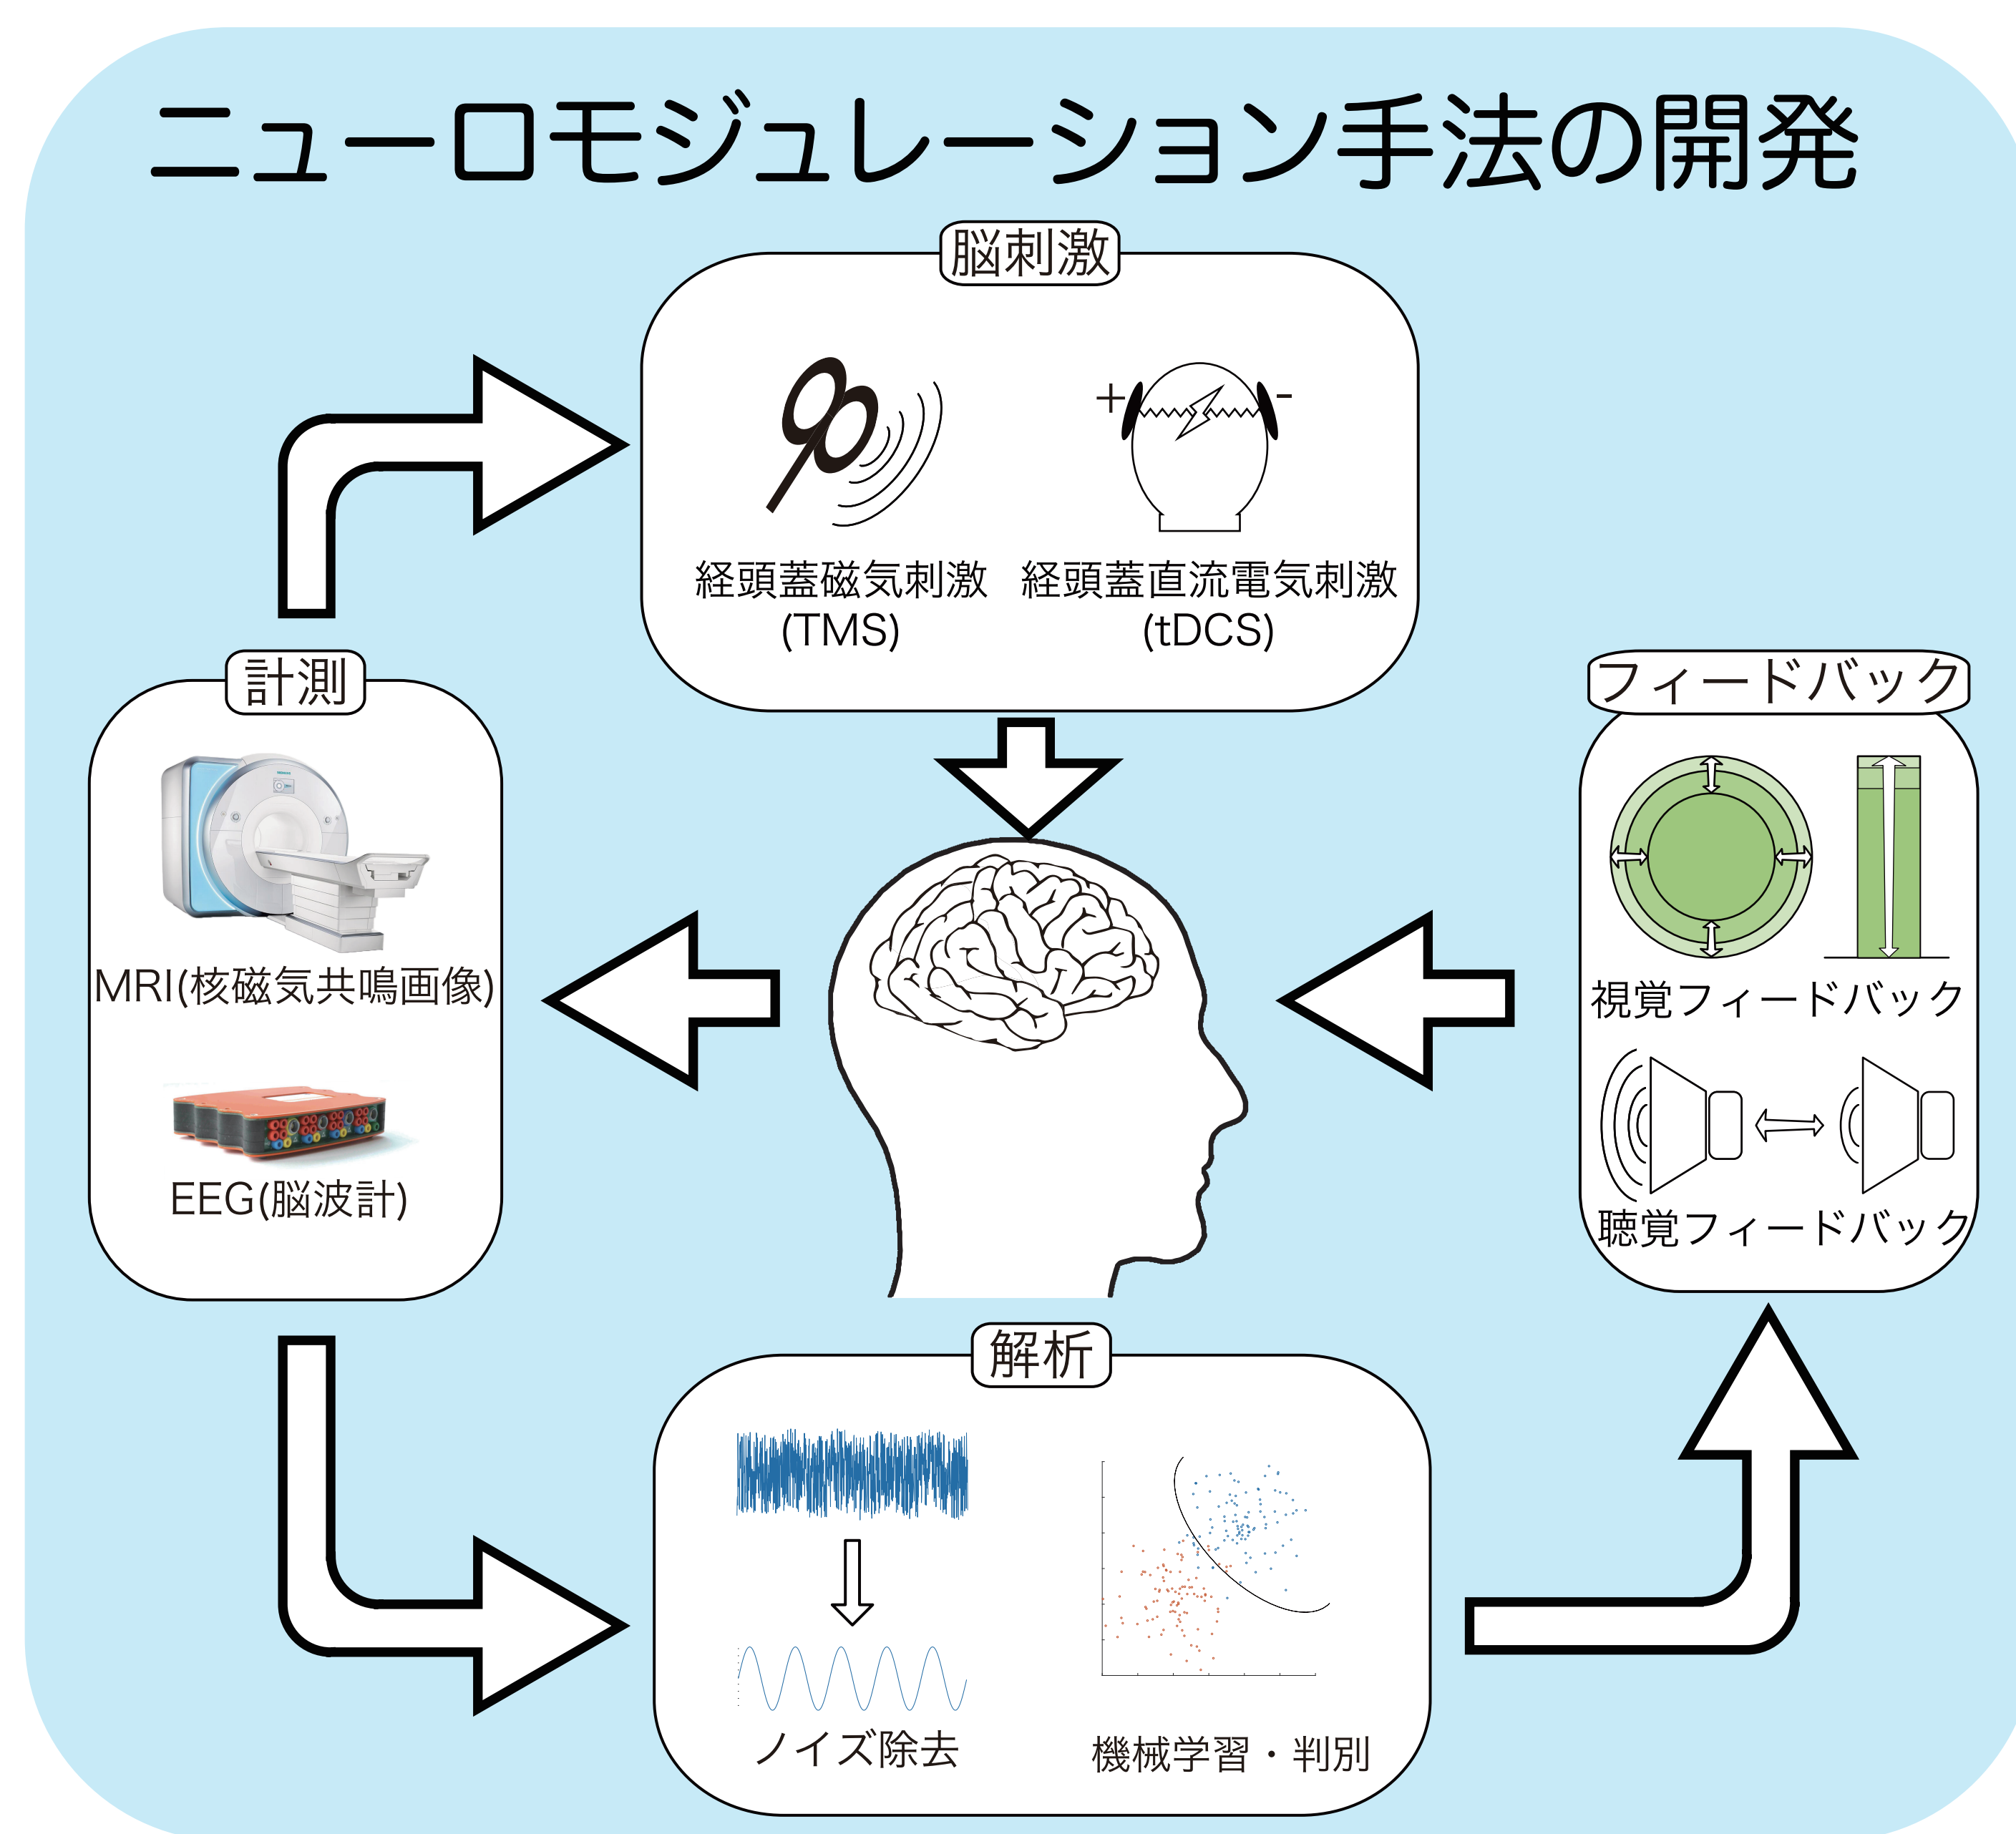 ニューロモジュレーション手法の開発
脳刺激
経頭蓋磁気刺激
(TMS)
経頭蓋直流電気刺激
(tDCS)
+
-
計測
MRI(核磁気共鳴画像)
EEG(脳波計)
フィードバック
視覚フィードバック
聴覚フィードバック
解析
ノイズ除去
機械学習・判別